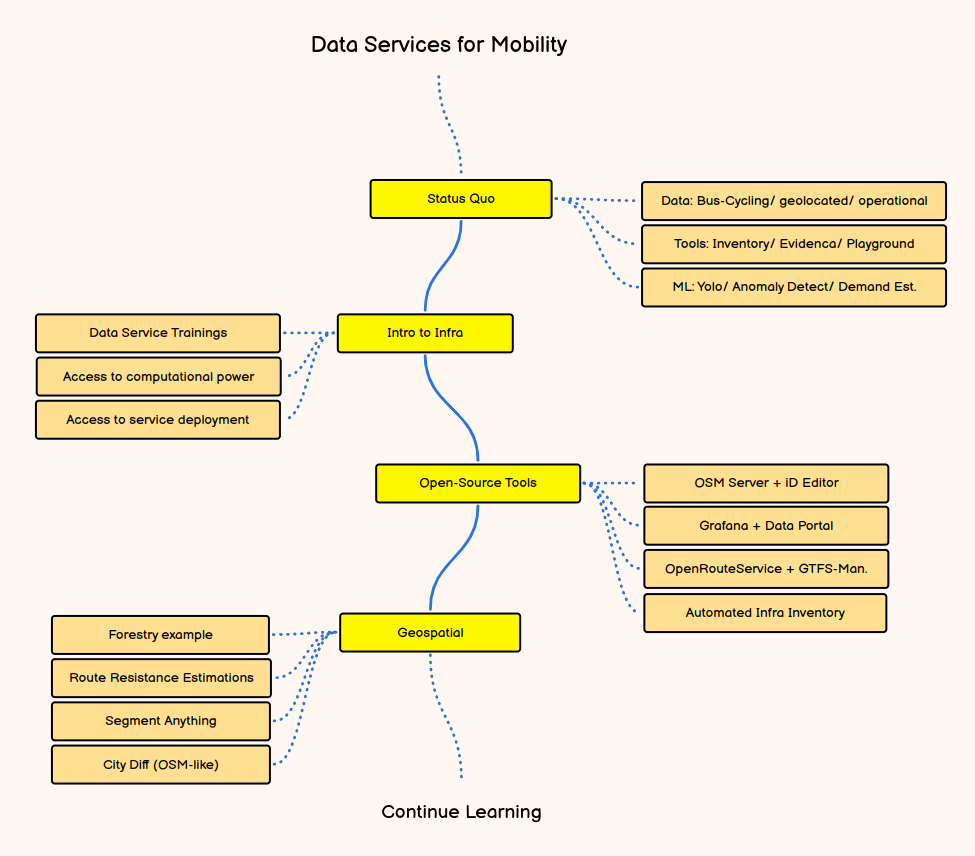 Data Services for Mobility
Status Quo
Data: Bus-Cycling/ geolocated/ operational
Tools: Inventory/ Evidenca/ Playground
ML: Yolo/ Anomaly Detect/ Demand Est.
Intro to Infra
Data Service Trainings
Access to computational power
Access to service deployment
Open-Source Tools
OSM Server + iD Editor
Grafana + Data Portal
OpenRouteService + GTFS-Man.
Automated Infra Inventory
Geospatial
Forestry example
Route Resistance Estimations
Segment Anything
City Diff (OSM-like)
Continue Learning